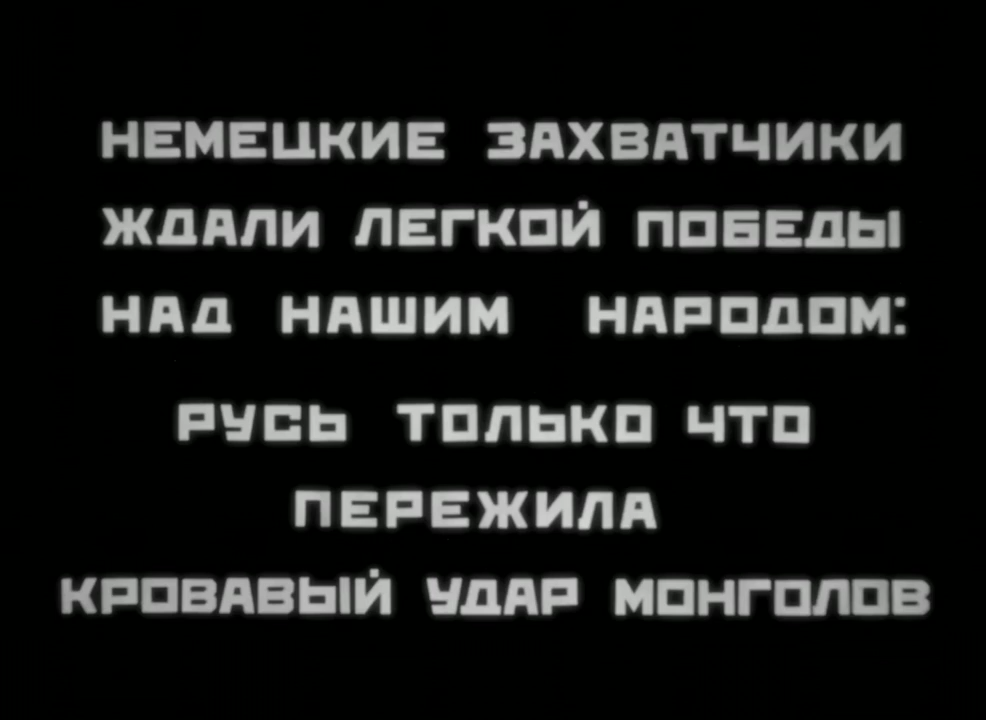 НЕМЕЦКИЕ ЗАХВАТЧИКИ
ЖДАЛИ ЛЕГКОЙ ПОБЕДЫ
НАД НАШИМ НАРОДОМ:
РУСЬ ТОЛЬКО ЧТО
ПЕРЕЖИЛА
КРОВАВЫЙ УДАР МОНГОЛОВ